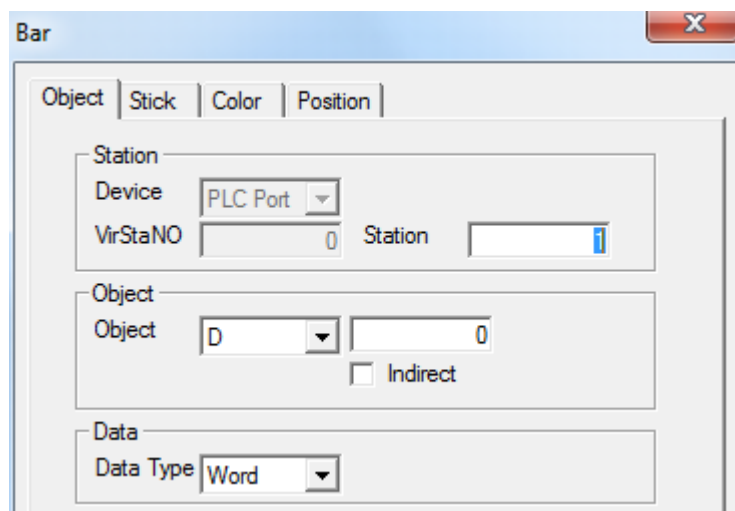 Bar
Object Stick Color Position
Station
Device PLC Port
VirStaNO 0 Station 1
Object
Object D 0
Indirect
Data
Data Type Word